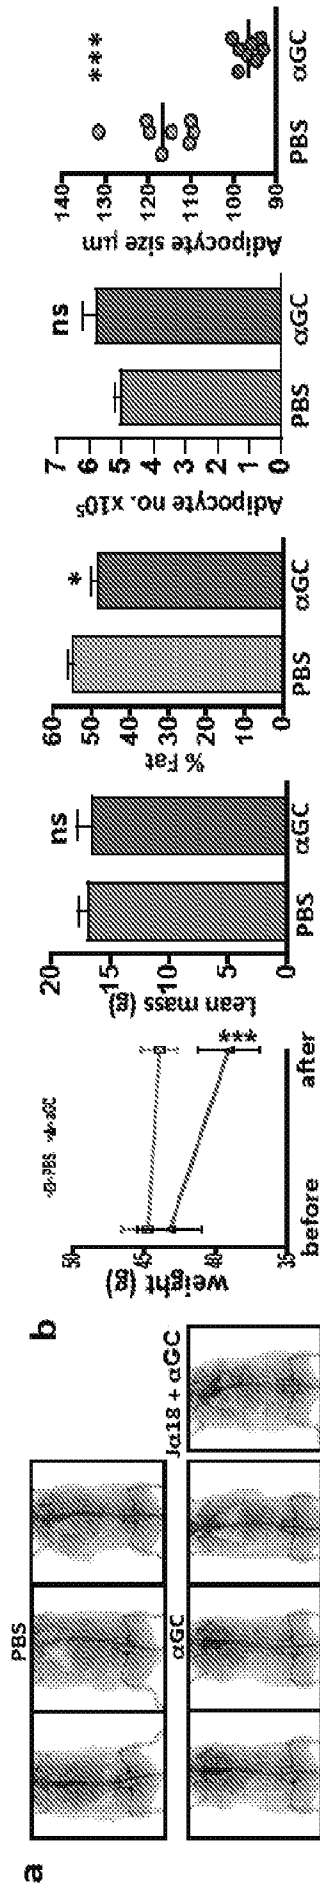 a
PBS
αGC
Jα18 + αGC
b
PBS αGC
weight (g)
50
45
40
35
before after
***
Lean mass (g)
20
15
10
5
0
ns
PBS αGC
% Fat
60
50
40
30
20
10
0
*
PBS αGC
Adipocyte no. x10⁵
7
6
5
4
3
2
1
0
ns
PBS αGC
Adipocyte size μm
140
130
120
110
100
90
***
PBS αGC